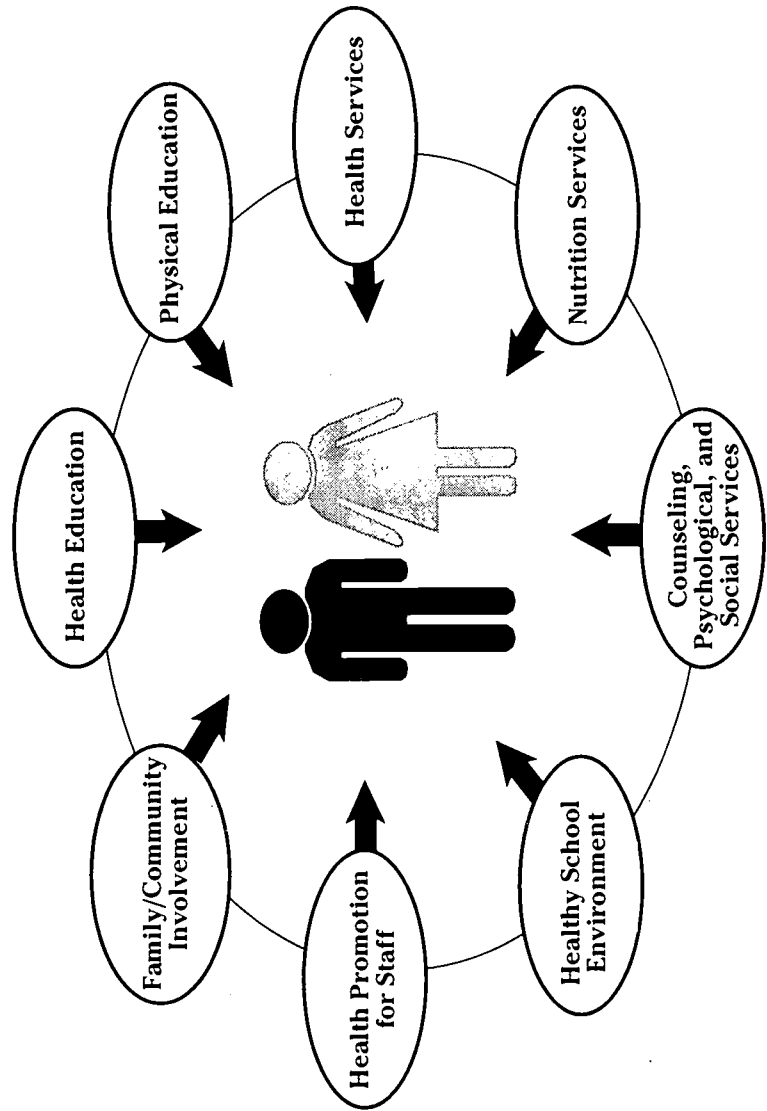 Health Education
Physical Education
Health Services
Nutrition Services
Counseling,
Psychological, and
Social Services
Healthy School
Environment
Health Promotion
for Staff
Family/Community
Involvement